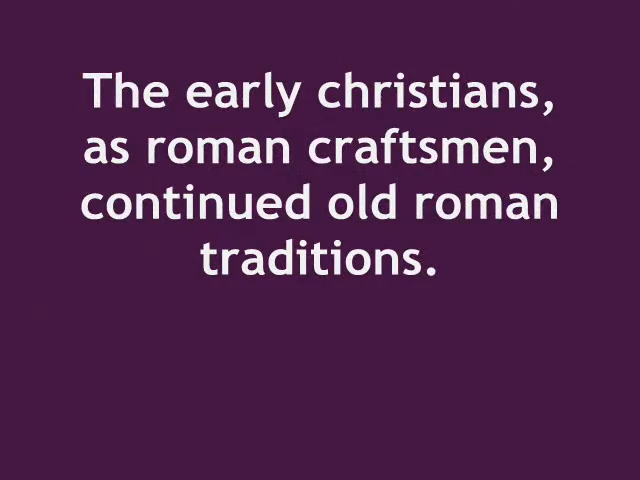 The early christians,
as roman craftsmen,
continued old roman
traditions.